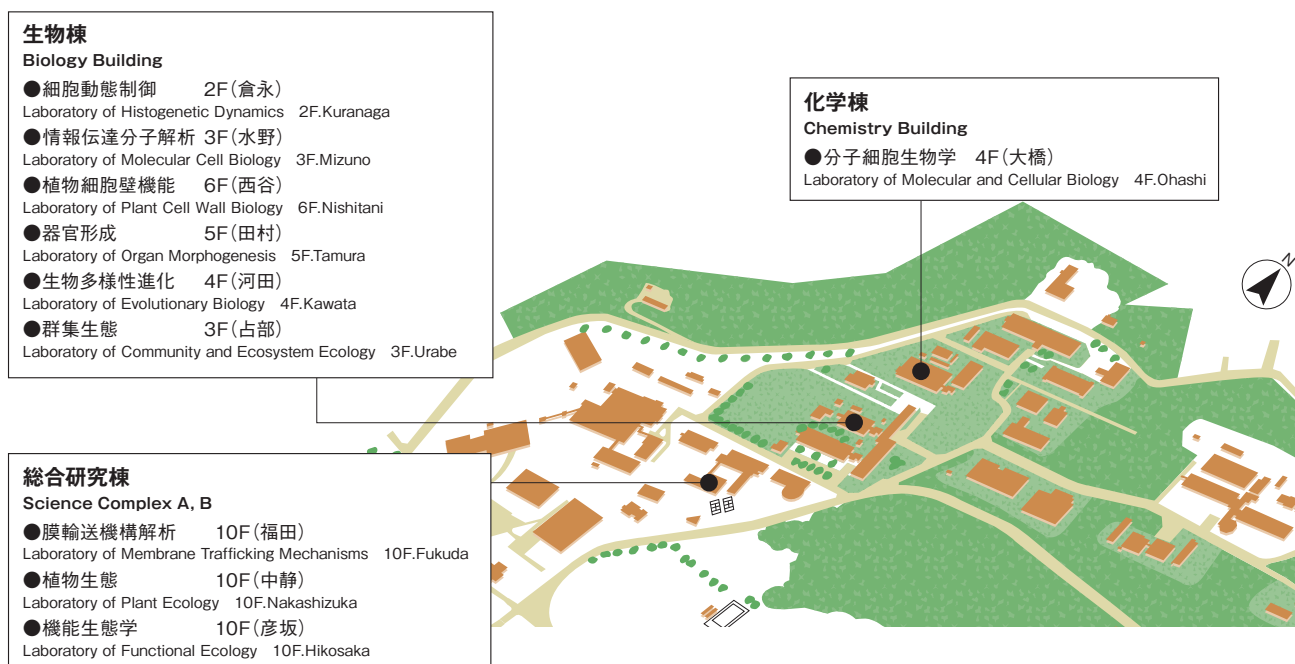 生物棟
Biology Building
●細胞動態制御 2F(倉永)
Laboratory of Histogenetic Dynamics 2F.Kuranaga
●情報伝達分子解析 3F(水野)
Laboratory of Molecular Cell Biology 3F.Mizuno
●植物細胞壁機能 6F(西谷)
Laboratory of Plant Cell Wall Biology 6F.Nishitani
●器官形成 5F(田村)
Laboratory of Organ Morphogenesis 5F.Tamura
●生物多様性進化 4F(河田)
Laboratory of Evolutionary Biology 4F.Kawata
●群集生態 3F(占部)
Laboratory of Community and Ecosystem Ecology 3F.Urabe
化学棟
Chemistry Building
●分子細胞生物学 4F(大橋)
Laboratory of Molecular and Cellular Biology 4F.Ohashi
N
総合研究棟
Science Complex A, B
●膜輸送機構解析 10F(福田)
Laboratory of Membrane Trafficking Mechanisms 10F.Fukuda
●植物生態 10F(中静)
Laboratory of Plant Ecology 10F.Nakashizuka
●機能生態学 10F(彦坂)
Laboratory of Functional Ecology 10F.Hikosaka